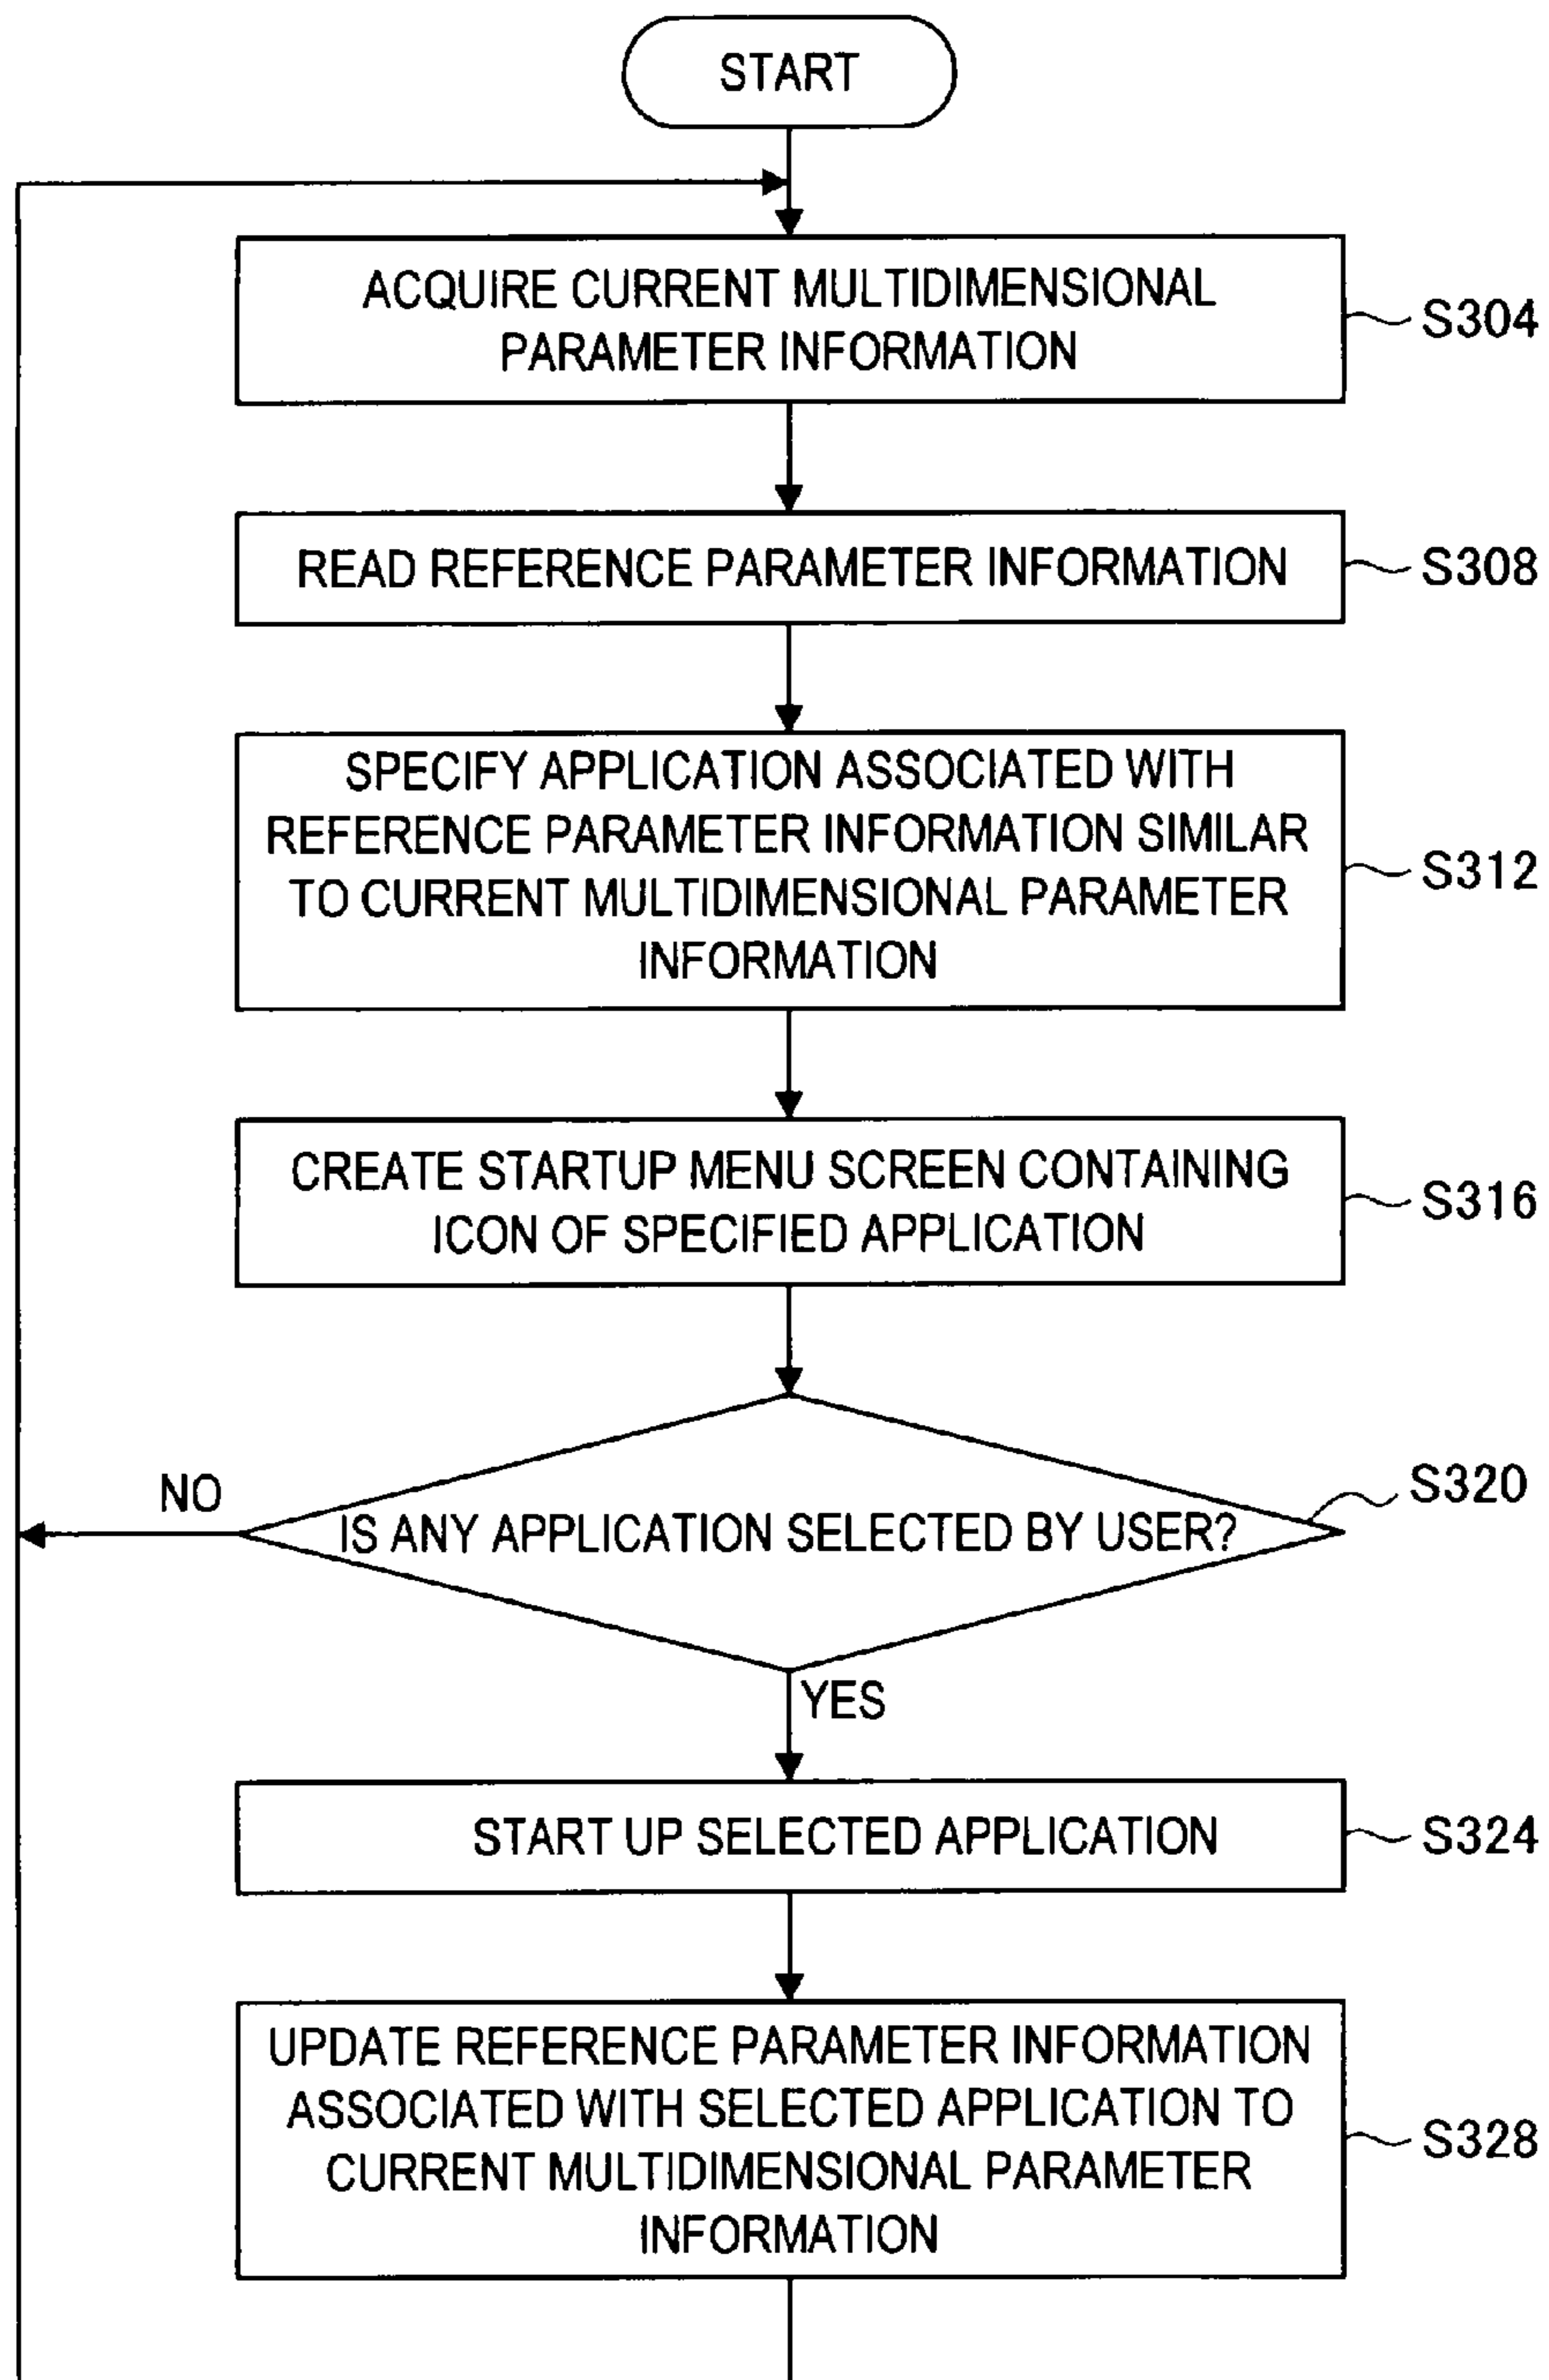 START
ACQUIRE CURRENT MULTIDIMENSIONAL
PARAMETER INFORMATION
S304
READ REFERENCE PARAMETER INFORMATION
S308
SPECIFY APPLICATION ASSOCIATED WITH
REFERENCE PARAMETER INFORMATION SIMILAR
TO CURRENT MULTIDIMENSIONAL PARAMETER
INFORMATION
S312
CREATE STARTUP MENU SCREEN CONTAINING
ICON OF SPECIFIED APPLICATION
S316
NO
IS ANY APPLICATION SELECTED BY USER?
S320
YES
START UP SELECTED APPLICATION
S324
UPDATE REFERENCE PARAMETER INFORMATION
ASSOCIATED WITH SELECTED APPLICATION TO
CURRENT MULTIDIMENSIONAL PARAMETER
INFORMATION
S328